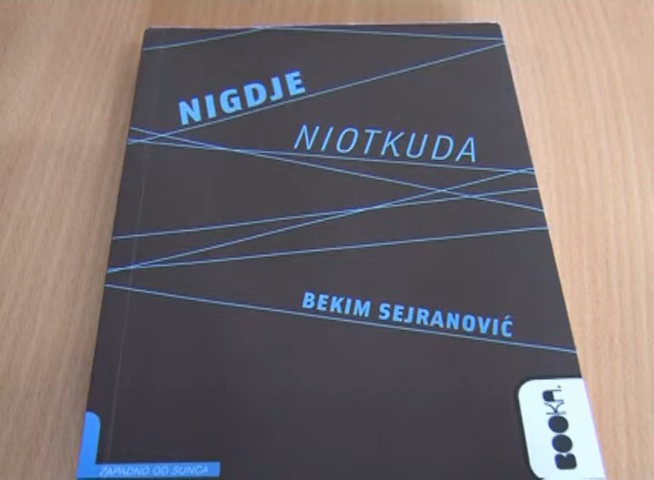 NIGDJE
NIOTKUDA
BEKIM SEJRANOVIĆ
BOOKA.
ZAPADNO OD SUNCA